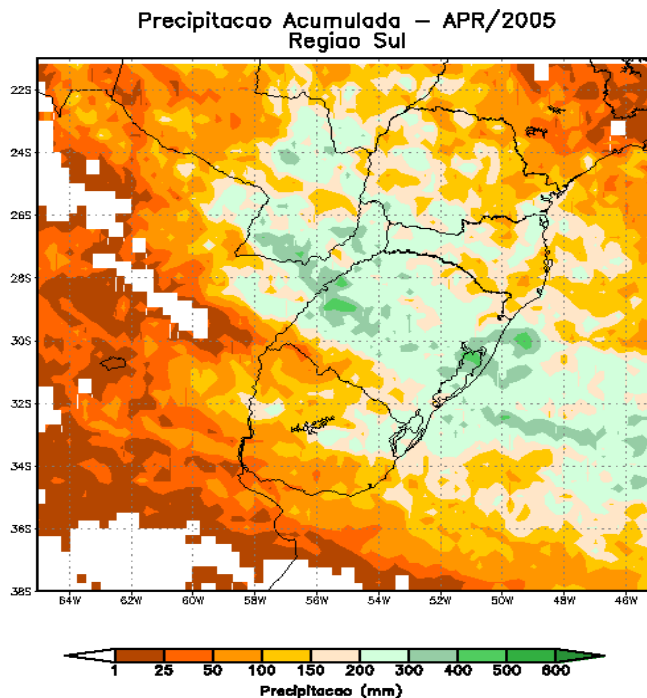 Precipitacao Acumulada – APR/2005
Regiao Sul
22S
24S
26S
28S
30S
32S
34S
36S
38S
64W 62W 60W 58W 56W 54W 52W 50W 48W 46W
1 25 50 100 150 200 300 400 500 600
Precipitacao (mm)